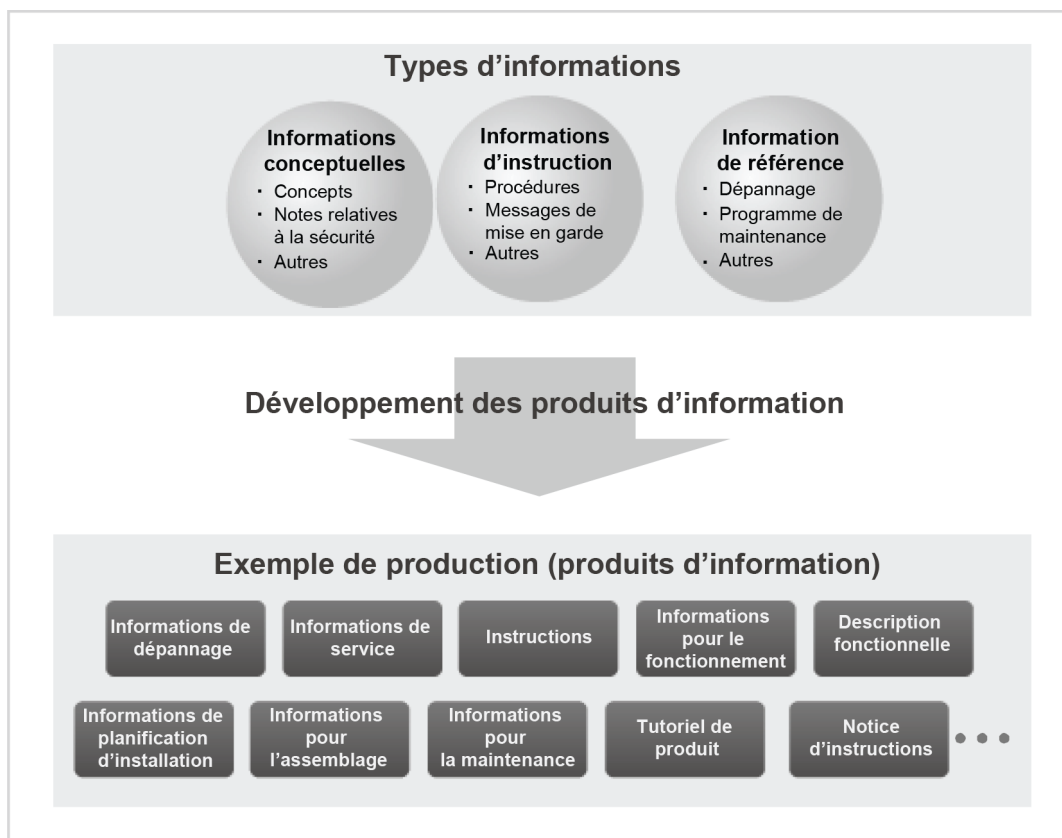 Types d’informations
Informations
conceptuelles
· Concepts
· Notes relatives
à la sécurité
· Autres
Informations
d’instruction
· Procédures
· Messages de
mise en garde
· Autres
Information
de référence
· Dépannage
· Programme de
maintenance
· Autres
Développement des produits d’information
Exemple de production (produits d’information)
Informations de
dépannage
Informations de
service
Instructions
Informations
pour le
fonctionnement
Description
fonctionnelle
Informations de
planification
d’installation
Informations
pour
l’assemblage
Informations
pour
la maintenance
Tutoriel de
produit
Notice
d’instructions
• • •